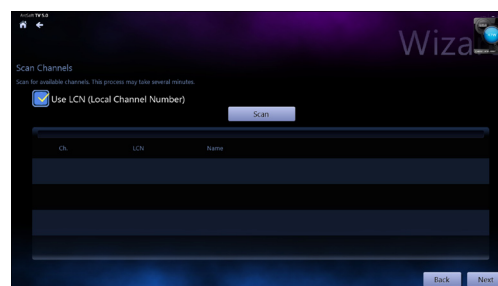 ArcSoft TV 5.0
Wiza
Scan Channels
Scan for available channels. This process may take several minutes.
Use LCN (Local Channel Number)
Scan
Ch. LCN Name
Back Next